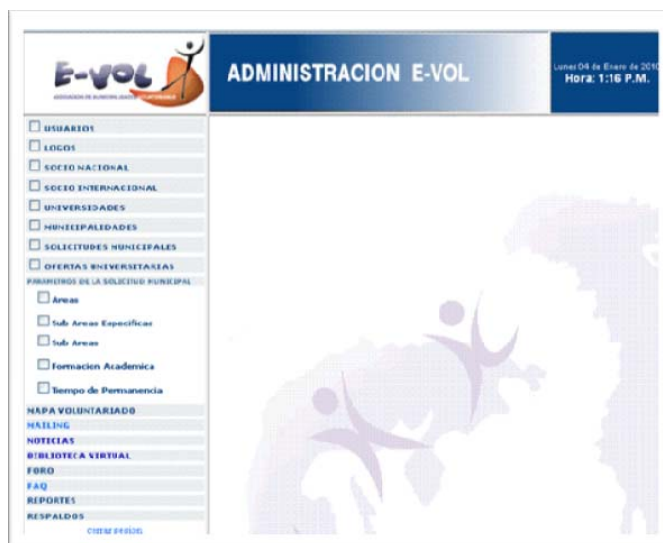 E-VOL
ADMINISTRACION E-VOL
Lunes 04 de Enero de 2010
Hora: 1:16 P.M.
USUARIOS
LOGOS
SOCIO NACIONAL
SOCIO INTERNACIONAL
UNIVERSIDADES
MUNICIPALIDADES
SOLICITUDES MUNICIPALES
OFERTAS UNIVERSITARIAS
PARAMETROS DE LA SOLICITUD MUNICIPAL
Areas
Sub Areas Especificas
Sub Areas
Formacion Academica
Tiempo de Permanencia
MAPA VOLUNTARIADO
MAILING
NOTICIAS
BIBLIOTECA VIRTUAL
FORO
FAQ
REPORTES
RESPALDOS
cerrar sesion